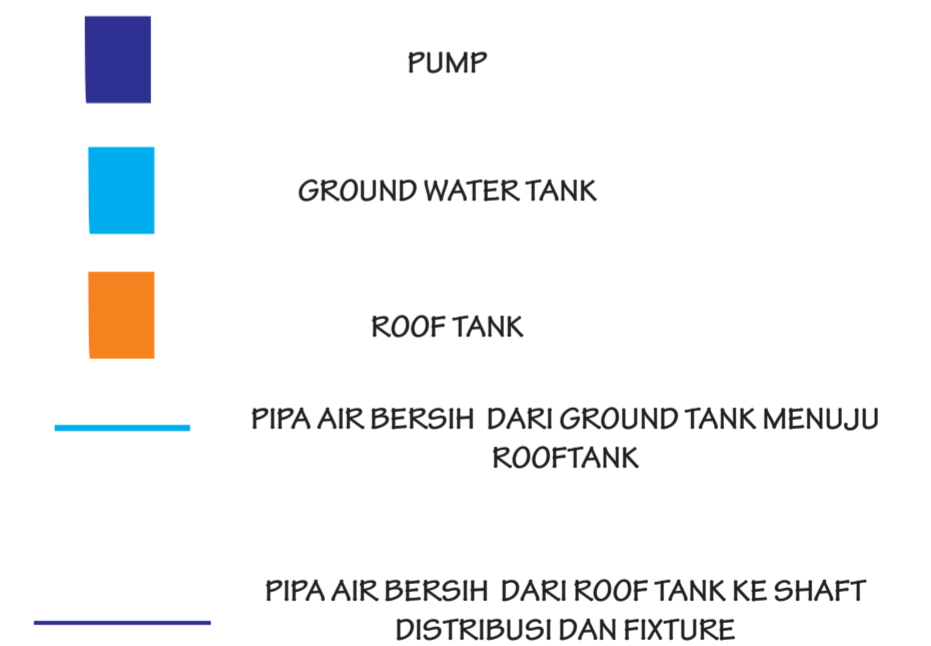 PUMP
GROUND WATER TANK
ROOF TANK
PIPA AIR BERSIH DARI GROUND TANK MENUJU
ROOFTANK
PIPA AIR BERSIH DARI ROOF TANK KE SHAFT
DISTRIBUSI DAN FIXTURE